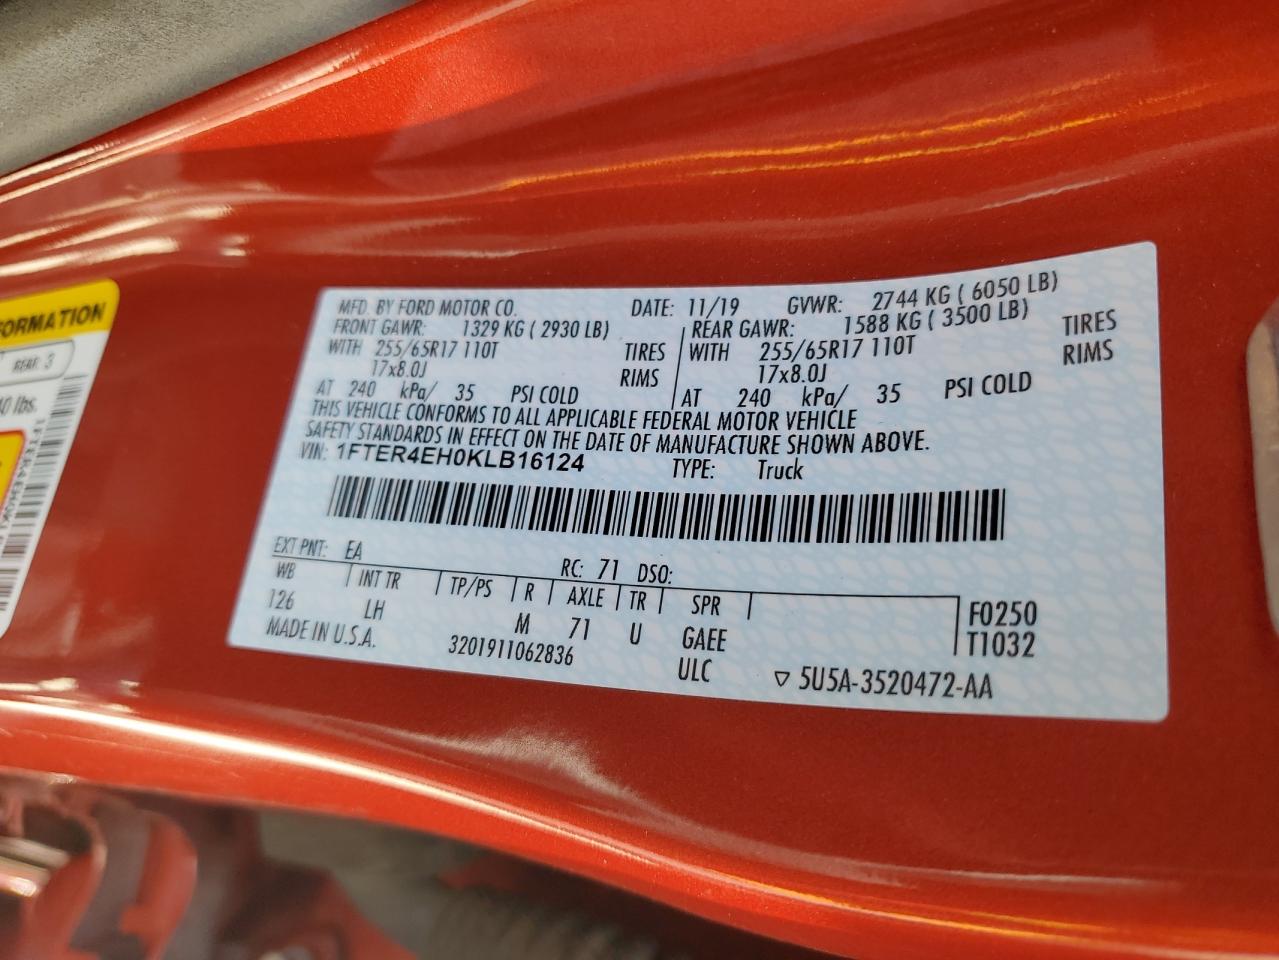 FORMATION
REAR: 3
0 lbs.
MFD. BY FORD MOTOR CO. DATE: 11/19 GVWR: 2744 KG ( 6050 LB)
FRONT GAWR: 1329 KG ( 2930 LB) REAR GAWR: 1588 KG ( 3500 LB)
WITH 255/65R17 110T TIRES WITH 255/65R17 110T TIRES
17x8.0J RIMS 17x8.0J RIMS
AT 240 kPa/ 35 PSI COLD AT 240 kPa/ 35 PSI COLD
THIS VEHICLE CONFORMS TO ALL APPLICABLE FEDERAL MOTOR VEHICLE
SAFETY STANDARDS IN EFFECT ON THE DATE OF MANUFACTURE SHOWN ABOVE.
VIN: 1FTER4EH0KLB16124 TYPE: Truck
EXT PNT: EA RC: 71 DSO:
WB INT TR TP/PS R AXLE TR SPR
126 LH M 71 U GAEE F0250
MADE IN U.S.A. 3201911062836 ULC T1032
▽ 5U5A-3520472-AA